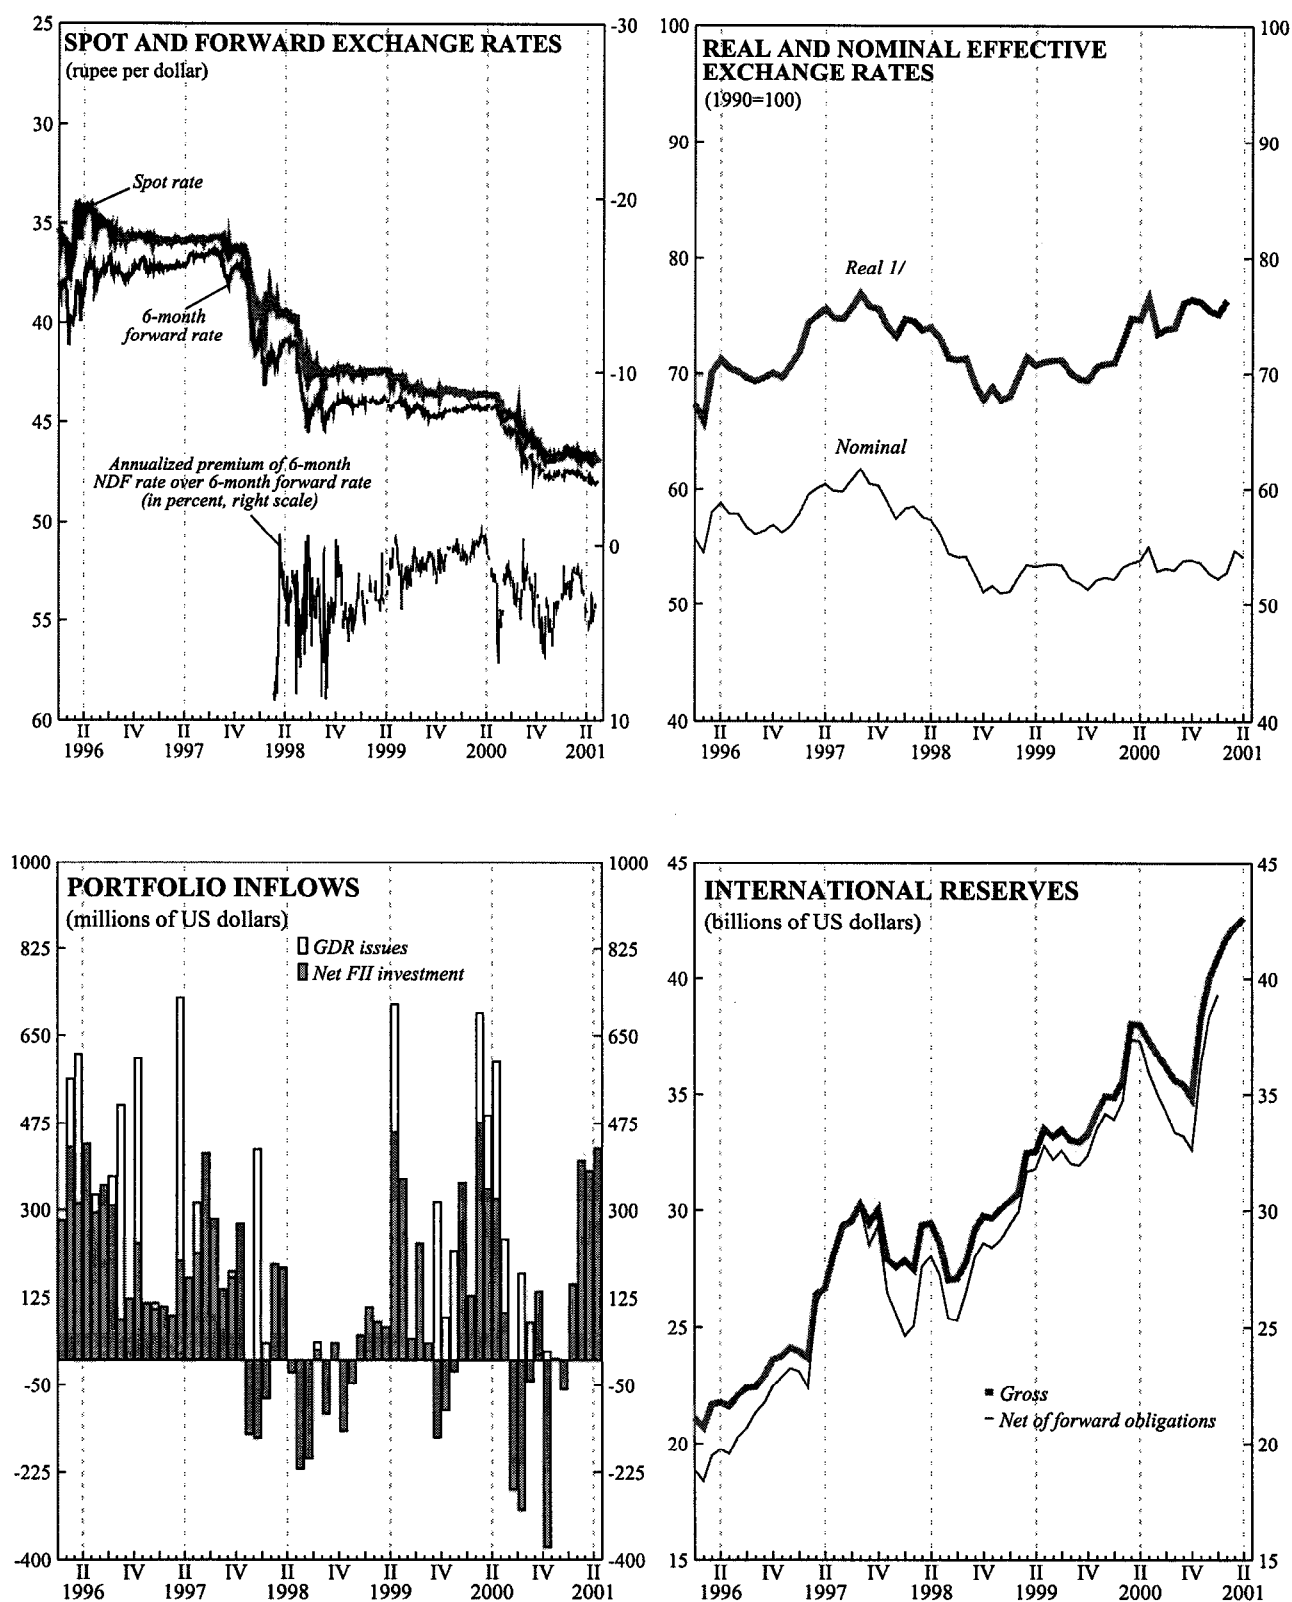 SPOT AND FORWARD EXCHANGE RATES
(rupee per dollar)
25
30
35
40
45
50
55
60
-30
-20
-10
0
10
Spot rate
6-month
forward rate
Annualized premium of 6-month
NDF rate over 6-month forward rate
(in percent, right scale)
II IV II IV II IV II IV II IV II
1996 1997 1998 1999 2000 2001
REAL AND NOMINAL EFFECTIVE
EXCHANGE RATES
(1990=100)
100
90
80
70
60
50
40
100
90
80
70
60
50
40
Real 1/
Nominal
II IV II IV II IV II IV II IV II
1996 1997 1998 1999 2000 2001
PORTFOLIO INFLOWS
(millions of US dollars)
GDR issues
Net FII investment
1000
825
650
475
300
125
-50
-225
-400
1000
825
650
475
300
125
-50
-225
-400
II IV II IV II IV II IV II IV II
1996 1997 1998 1999 2000 2001
INTERNATIONAL RESERVES
(billions of US dollars)
45
40
35
30
25
20
15
45
40
35
30
25
20
15
Gross
Net of forward obligations
II IV II IV II IV II IV II IV II
1996 1997 1998 1999 2000 2001